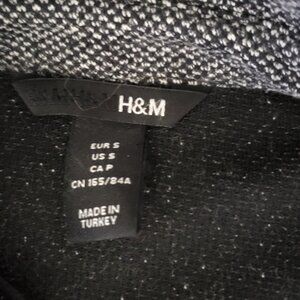 H&M
EUR S
US S
CA P
CN 165/84A
MADE IN
TURKEY